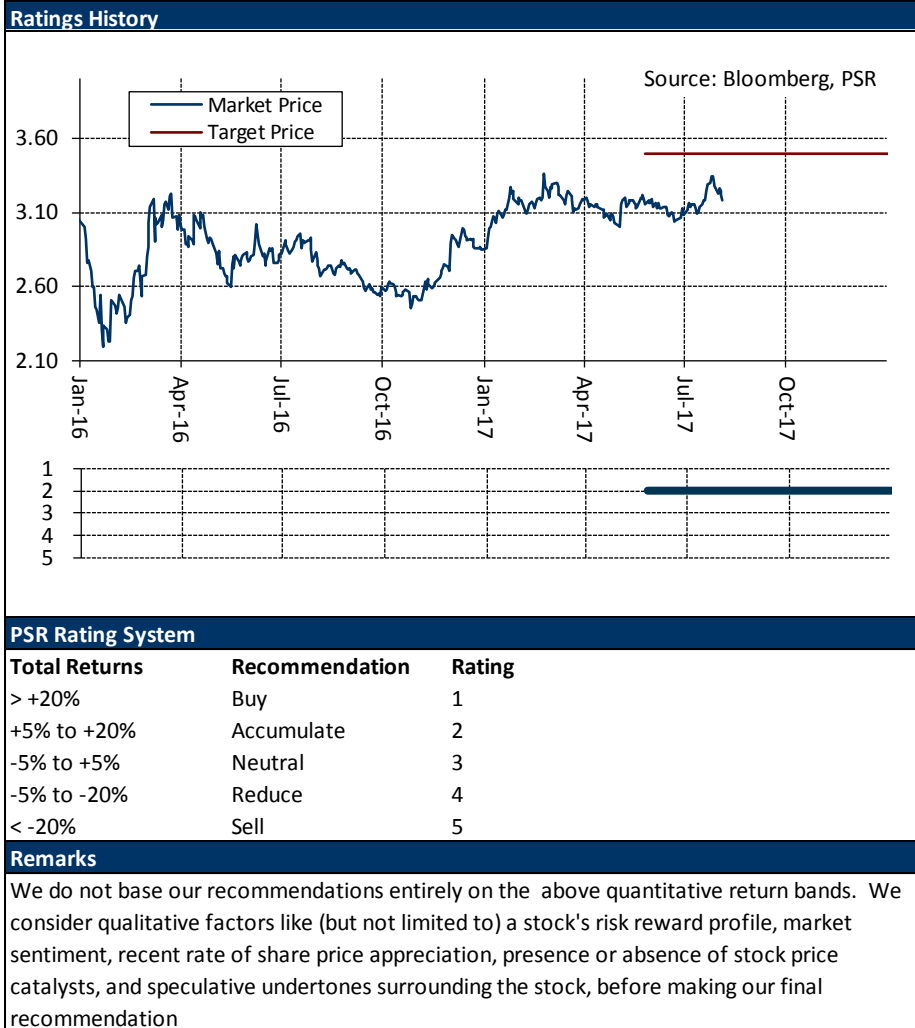 Ratings History
Source: Bloomberg, PSR
Market Price
Target Price
3.60
3.10
2.60
2.10
Jan-16 Apr-16 Jul-16 Oct-16 Jan-17 Apr-17 Jul-17 Oct-17
1
2
3
4
5
PSR Rating System
Total Returns Recommendation Rating
> +20% Buy 1
+5% to +20% Accumulate 2
-5% to +5% Neutral 3
-5% to -20% Reduce 4
< -20% Sell 5
Remarks
We do not base our recommendations entirely on the above quantitative return bands. We
consider qualitative factors like (but not limited to) a stock's risk reward profile, market
sentiment, recent rate of share price appreciation, presence or absence of stock price
catalysts, and speculative undertones surrounding the stock, before making our final
recommendation